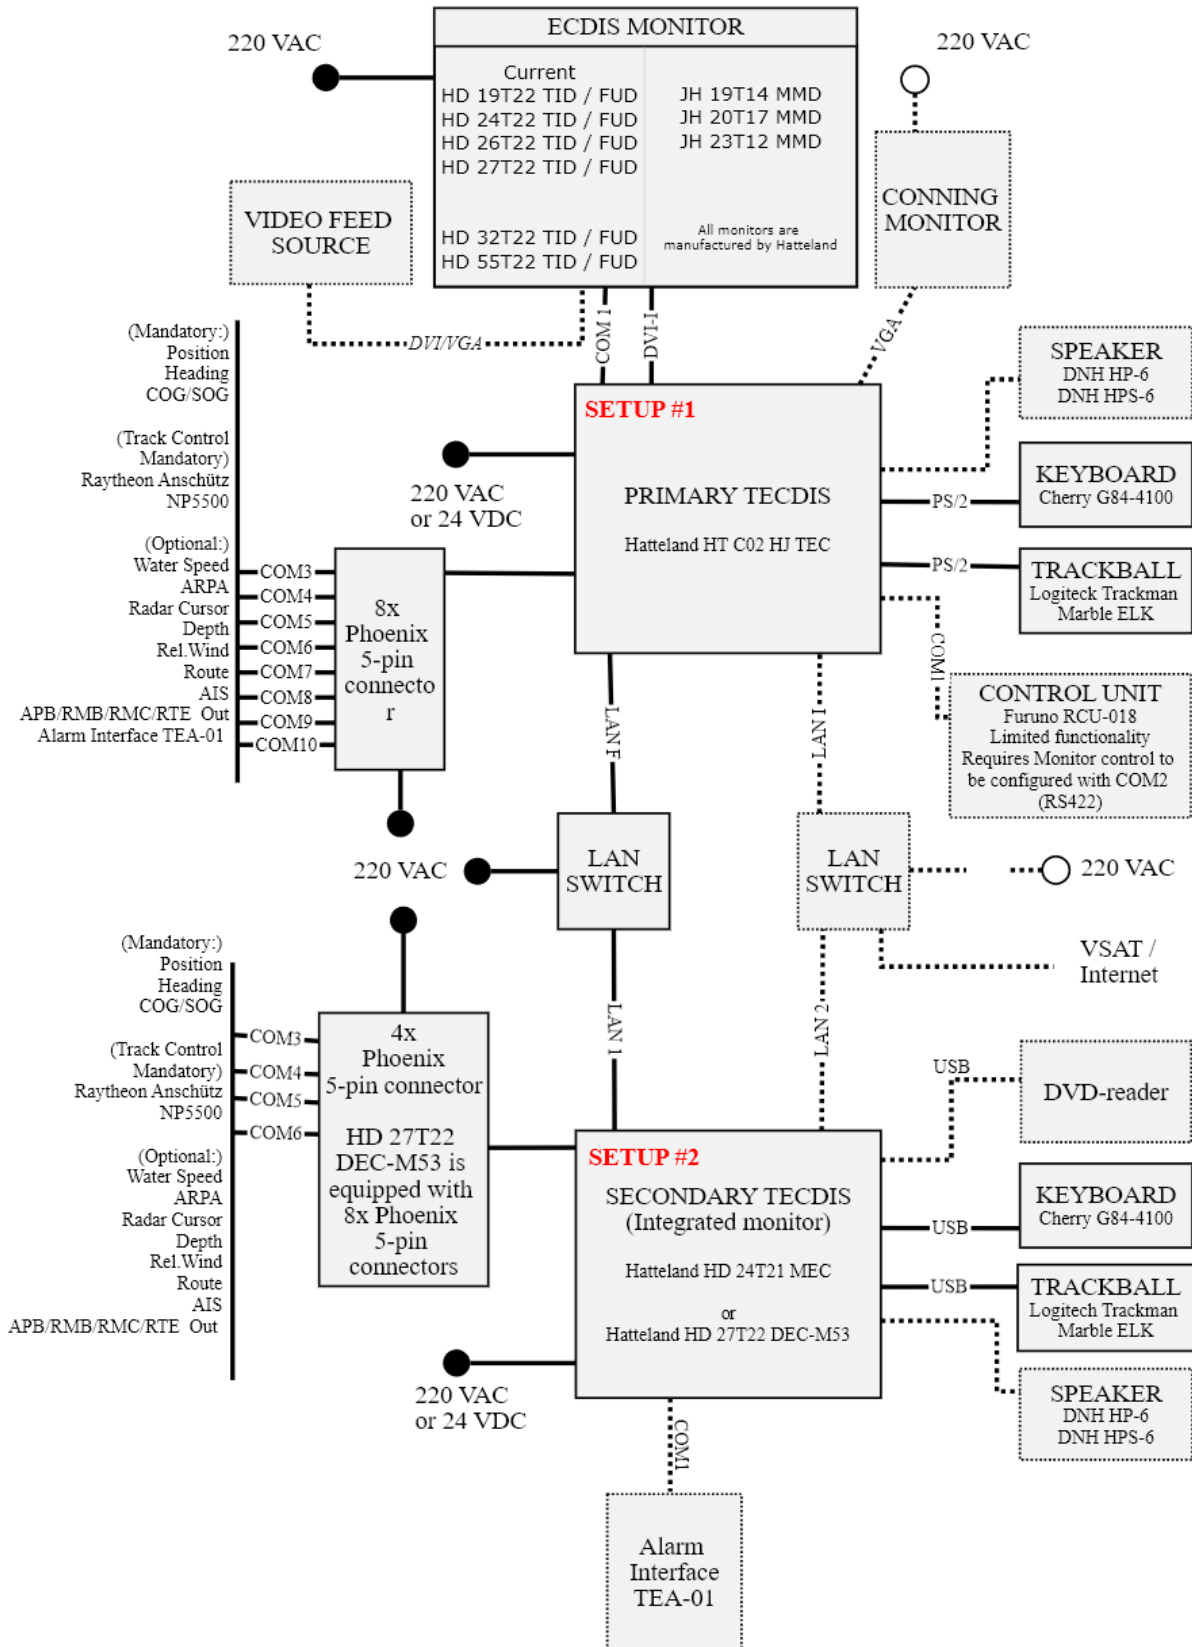 ECDIS MONITOR
220 VAC
220 VAC
Current
HD 19T22 TID / FUD
HD 24T22 TID / FUD
HD 26T22 TID / FUD
HD 27T22 TID / FUD
HD 32T22 TID / FUD
HD 55T22 TID / FUD
JH 19T14 MMD
JH 20T17 MMD
JH 23T12 MMD
All monitors are
manufactured by Hatteland
VIDEO FEED
SOURCE
CONNING
MONITOR
DVI/VGA
COM 1
DVI-I
VGA
(Mandatory:)
Position
Heading
COG/SOG
(Track Control
Mandatory)
Raytheon Anschütz
NP5500
(Optional:)
Water Speed
ARPA
Radar Cursor
Depth
Rel.Wind
Route
AIS
APB/RMB/RMC/RTE Out
Alarm Interface TEA-01
COM3
COM4
COM5
COM6
COM7
COM8
COM9
COM10
8x
Phoenix
5-pin
connecto
r
220 VAC
or 24 VDC
SETUP #1
PRIMARY TECDIS
Hatteland HT C02 HJ TEC
SPEAKER
DNH HP-6
DNH HPS-6
PS/2
KEYBOARD
Cherry G84-4100
PS/2
TRACKBALL
Logiteck Trackman
Marble ELK
COM1
CONTROL UNIT
Furuno RCU-018
Limited functionality
Requires Monitor control to
be configured with COM2
(RS422)
LAN F
LAN 1
220 VAC
LAN
SWITCH
LAN
SWITCH
220 VAC
VSAT /
Internet
LAN 1
LAN 2
(Mandatory:)
Position
Heading
COG/SOG
(Track Control
Mandatory)
Raytheon Anschütz
NP5500
(Optional:)
Water Speed
ARPA
Radar Cursor
Depth
Rel.Wind
Route
AIS
APB/RMB/RMC/RTE Out
COM3
COM4
COM5
COM6
4x
Phoenix
5-pin connector
HD 27T22
DEC-M53 is
equipped with
8x Phoenix
5-pin
connectors
220 VAC
or 24 VDC
SETUP #2
SECONDARY TECDIS
(Integrated monitor)
Hatteland HD 24T21 MEC
or
Hatteland HD 27T22 DEC-M53
USB
DVD-reader
USB
KEYBOARD
Cherry G84-4100
USB
TRACKBALL
Logitech Trackman
Marble ELK
SPEAKER
DNH HP-6
DNH HPS-6
COM1
Alarm
Interface
TEA-01